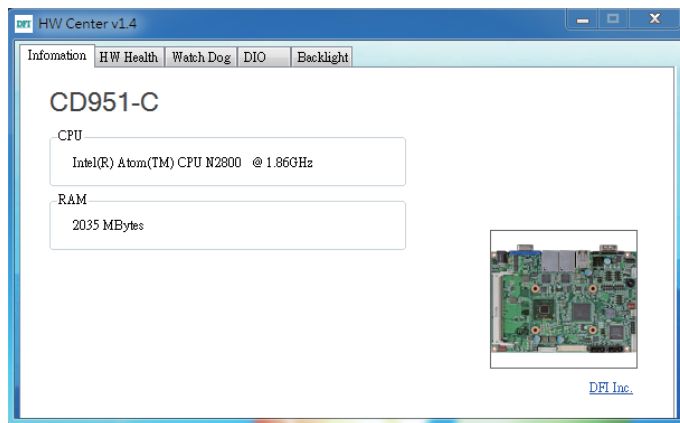 DFI HW Center v1.4
Infomation HW Health Watch Dog DIO Backlight
CD951-C
CPU
Intel(R) Atom(TM) CPU N2800 @ 1.86GHz
RAM
2035 MBytes
DFI Inc.